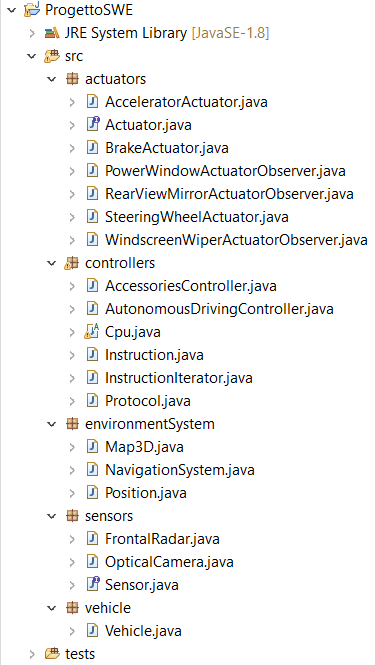 ProgettoSWE
JRE System Library [JavaSE-1.8]
src
actuators
AcceleratorActuator.java
Actuator.java
BrakeActuator.java
PowerWindowActuatorObserver.java
RearViewMirrorActuatorObserver.java
SteeringWheelActuator.java
WindscreenWiperActuatorObserver.java
controllers
AccessoriesController.java
AutonomousDrivingController.java
Cpu.java
Instruction.java
InstructionIterator.java
Protocol.java
environmentSystem
Map3D.java
NavigationSystem.java
Position.java
sensors
FrontalRadar.java
OpticalCamera.java
Sensor.java
vehicle
Vehicle.java
tests